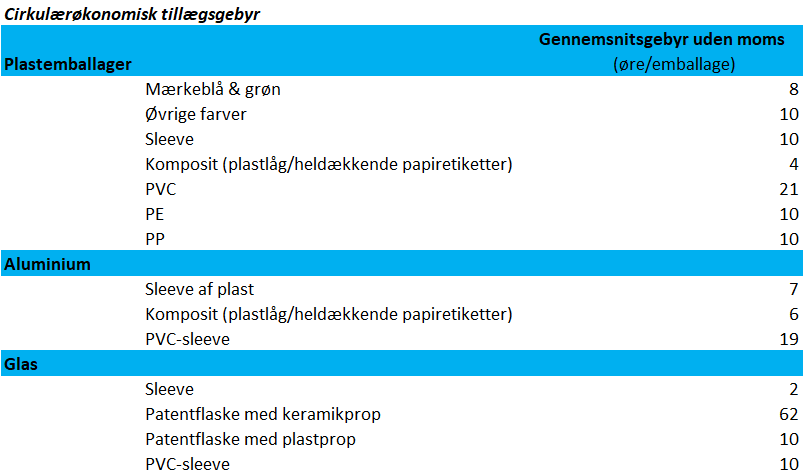 Cirkulærøkonomisk tillægsgebyr
Gennemsnitsgebyr uden moms
Plastemballager (øre/emballage)
Mærkeblå & grøn 8
Øvrige farver 10
Sleeve 10
Komposit (plastlåg/heldækkende papiretiketter) 4
PVC 21
PE 10
PP 10
Aluminium
Sleeve af plast 7
Komposit (plastlåg/heldækkende papiretiketter) 6
PVC-sleeve 19
Glas
Sleeve 2
Patentflaske med keramikprop 62
Patentflaske med plastprop 10
PVC-sleeve 10